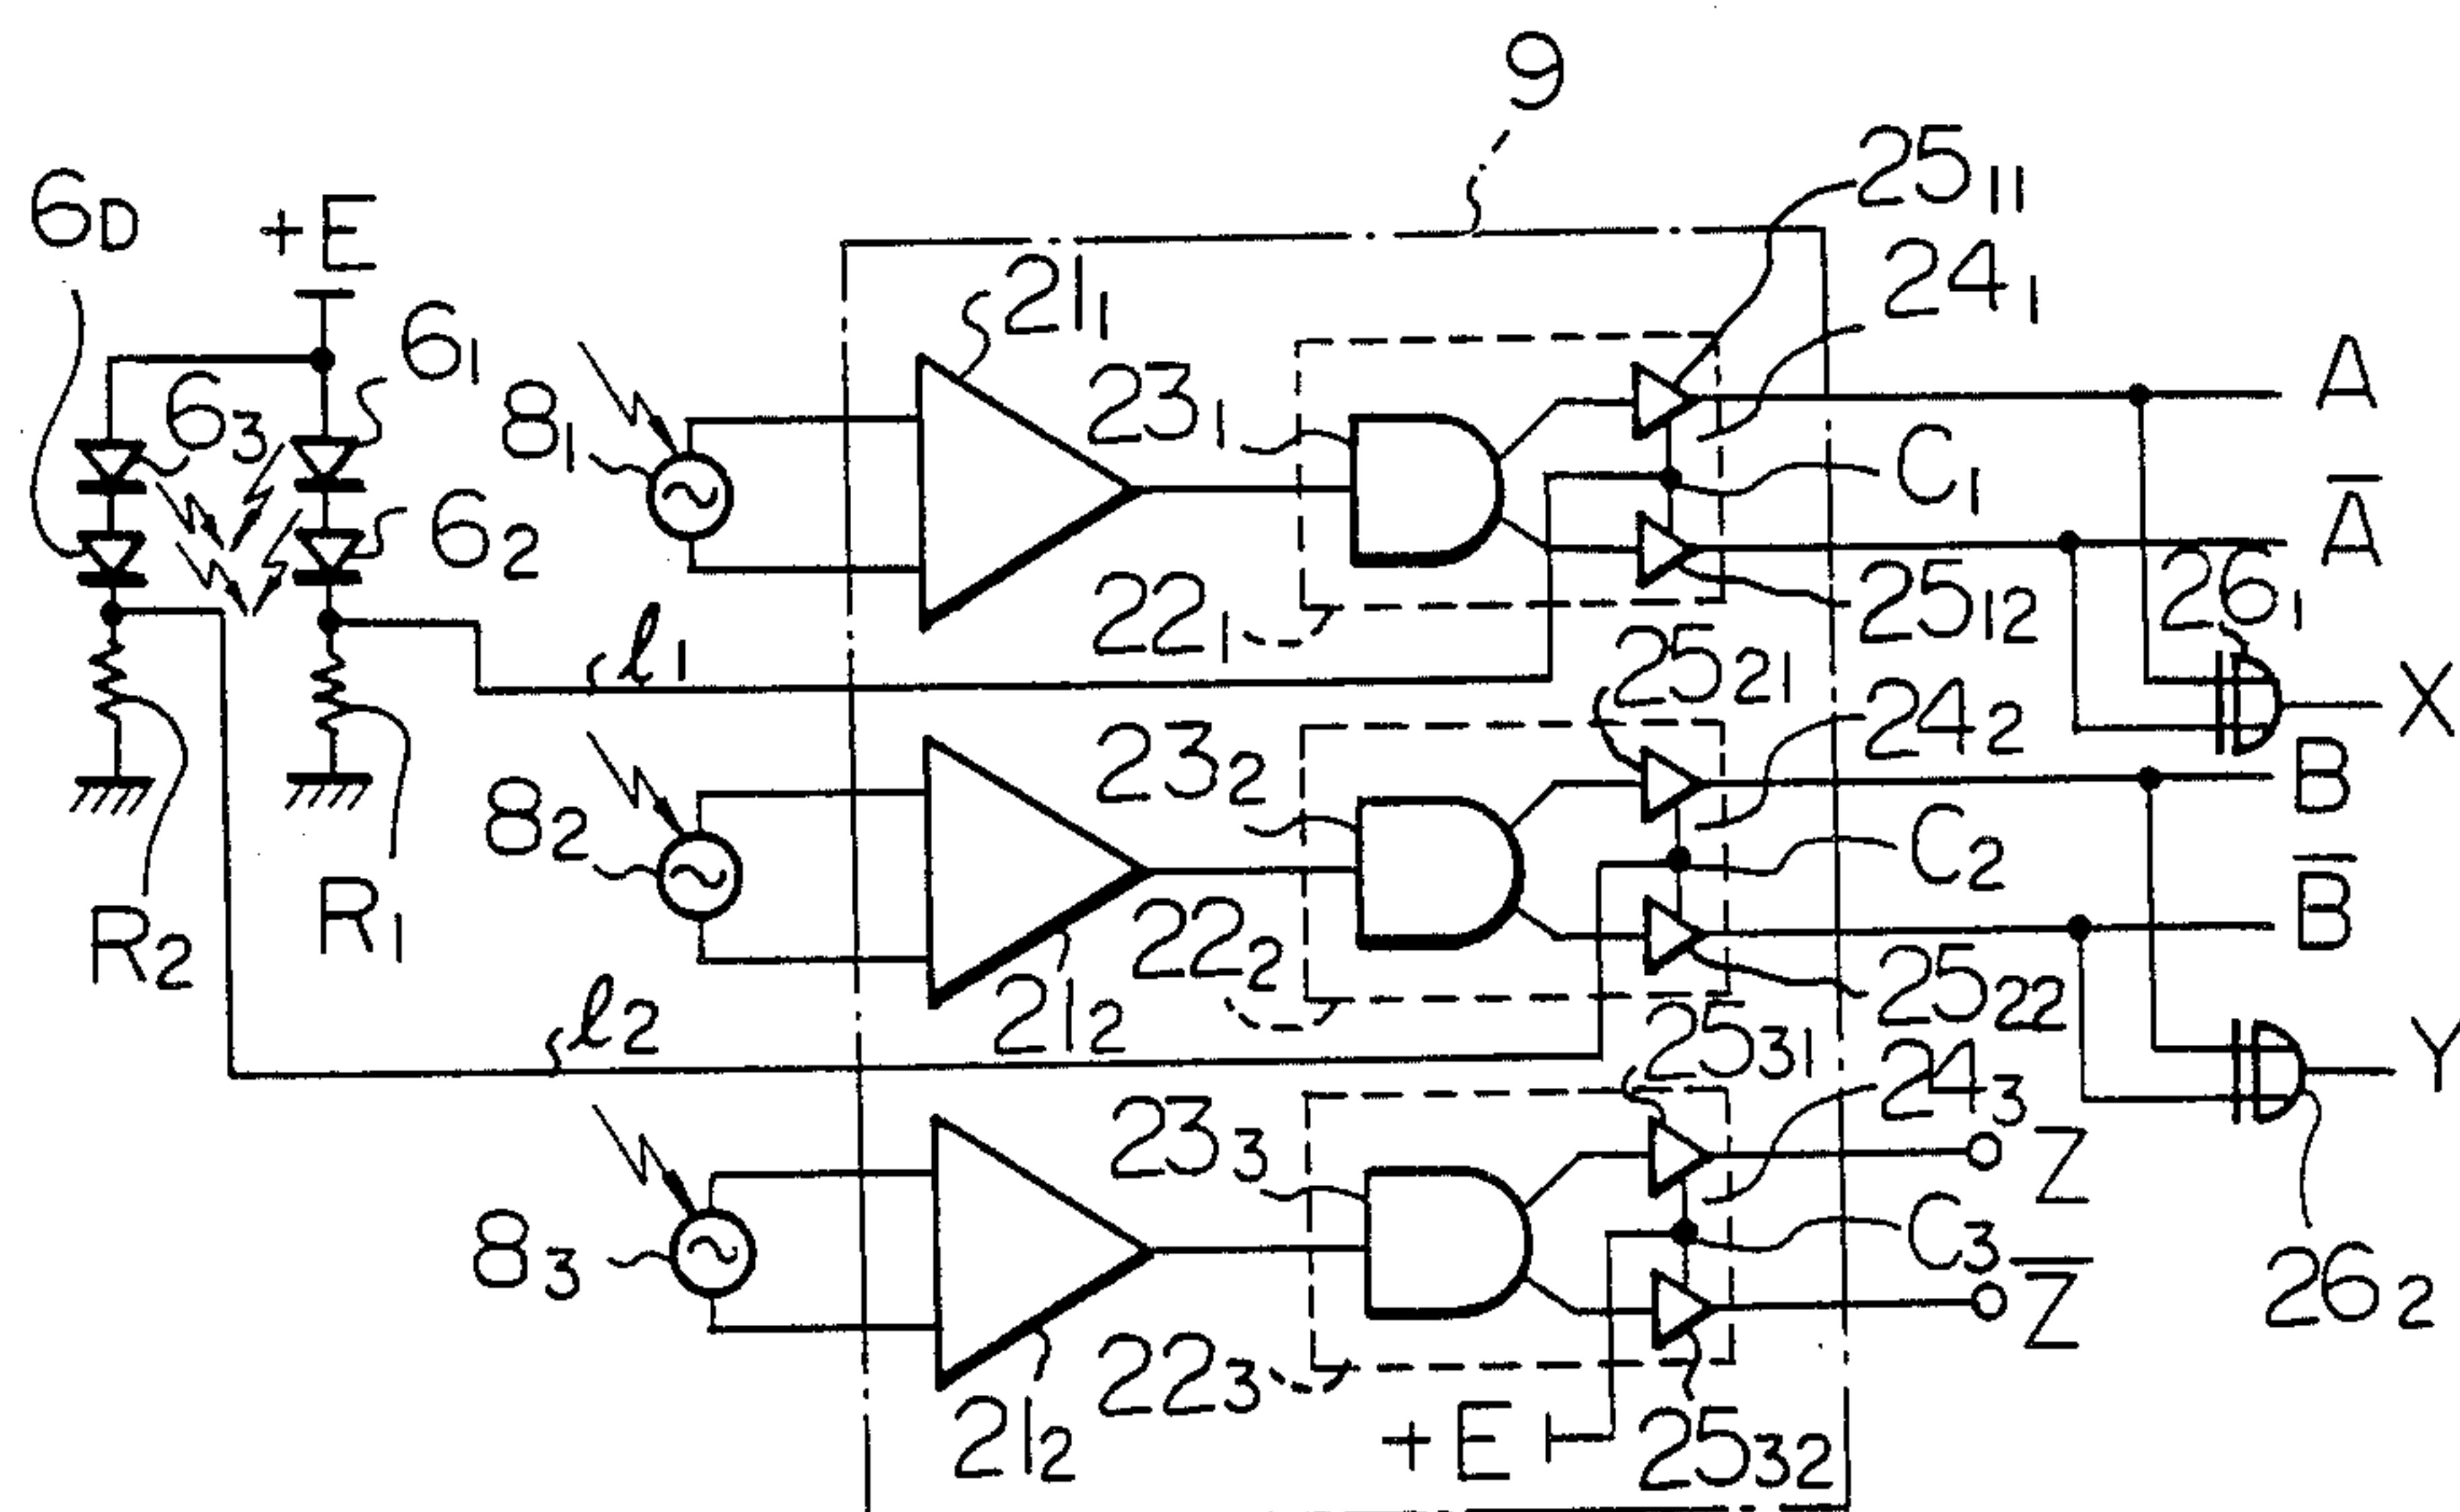 9
25₁₁
6D
+E
21₁
24₁
6₁
6₃
8₁
23₁
A
C₁
A̅
6₂
22₁
25₁₂
26₁
ℓ₁
25₂₁
X
23₂
24₂
B
8₂
C₂
R₂
R₁
22₂
B̅
21₂
25₂₂
ℓ₂
25₃₁
24₃
Y
23₃
Z
8₃
C₃
Z̅
26₂
22₃
21₂
+E
25₃₂